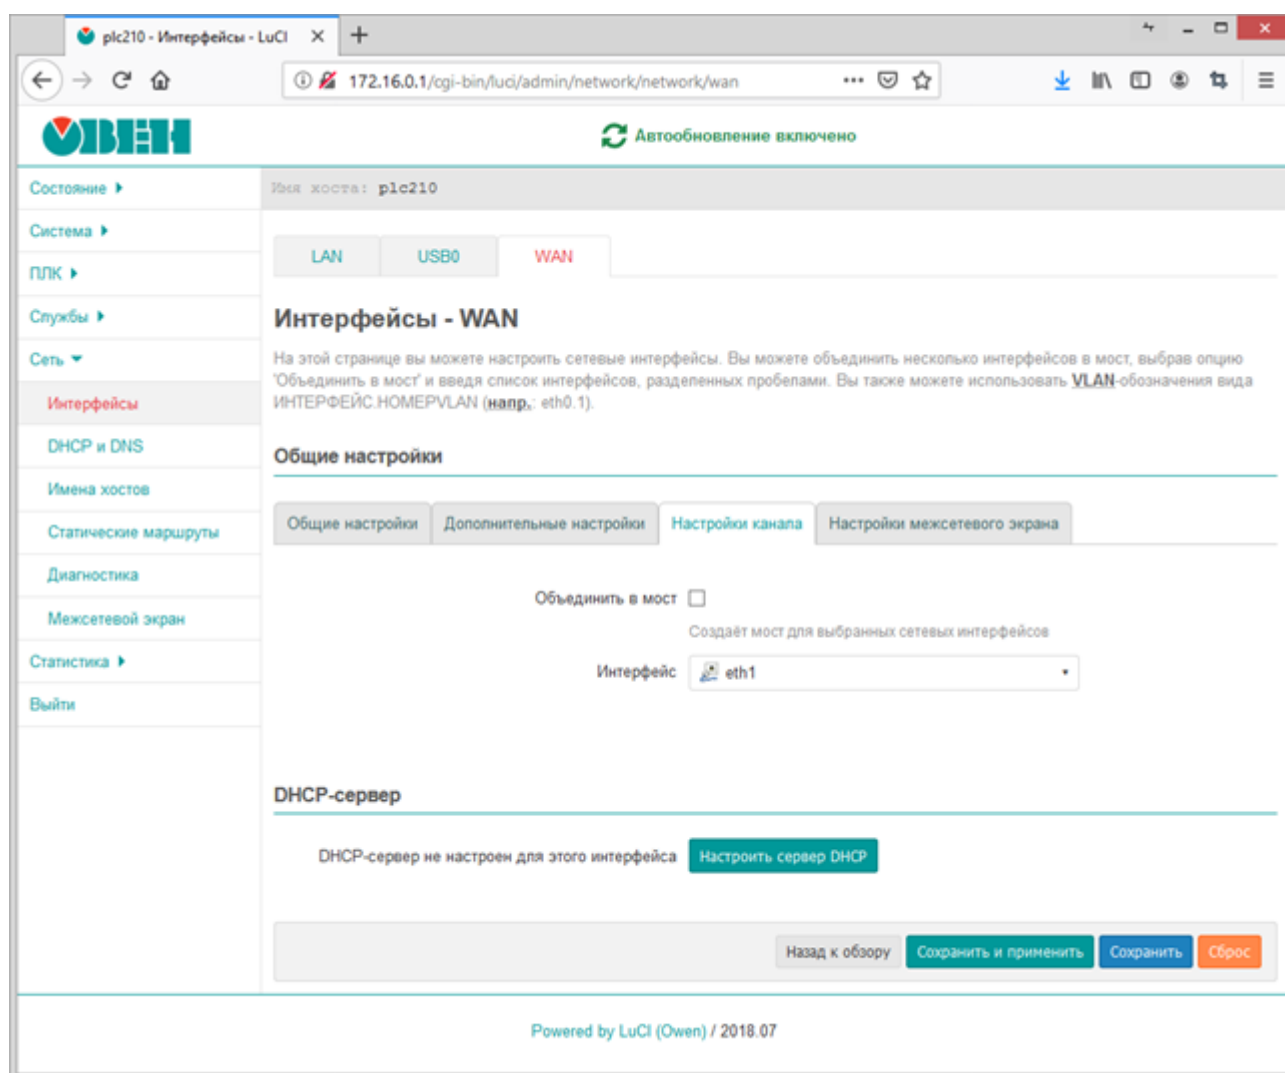 plc210 - Интерфейсы - LuCI
172.16.0.1/cgi-bin/luci/admin/network/network/wan
ОВЕН
Автообновление включено
Состояние
Имя хоста: plc210
Система
ПЛК
Службы
Сеть
Интерфейсы
DHCP и DNS
Имена хостов
Статические маршруты
Диагностика
Межсетевой экран
Статистика
Выйти
LAN USB0 WAN
Интерфейсы - WAN
На этой странице вы можете настроить сетевые интерфейсы. Вы можете объединить несколько интерфейсов в мост, выбрав опцию
'Объединить в мост' и введя список интерфейсов, разделенных пробелами. Вы также можете использовать VLAN-обозначения вида
ИНТЕРФЕЙС.НОМЕРVLAN (напр.: eth0.1).
Общие настройки
Общие настройки Дополнительные настройки Настройки канала Настройки межсетевого экрана
Объединить в мост
Создаёт мост для выбранных сетевых интерфейсов
Интерфейс eth1
DHCP-сервер
DHCP-сервер не настроен для этого интерфейса Настроить сервер DHCP
Назад к обзору Сохранить и применить Сохранить Сброс
Powered by LuCI (Owen) / 2018.07